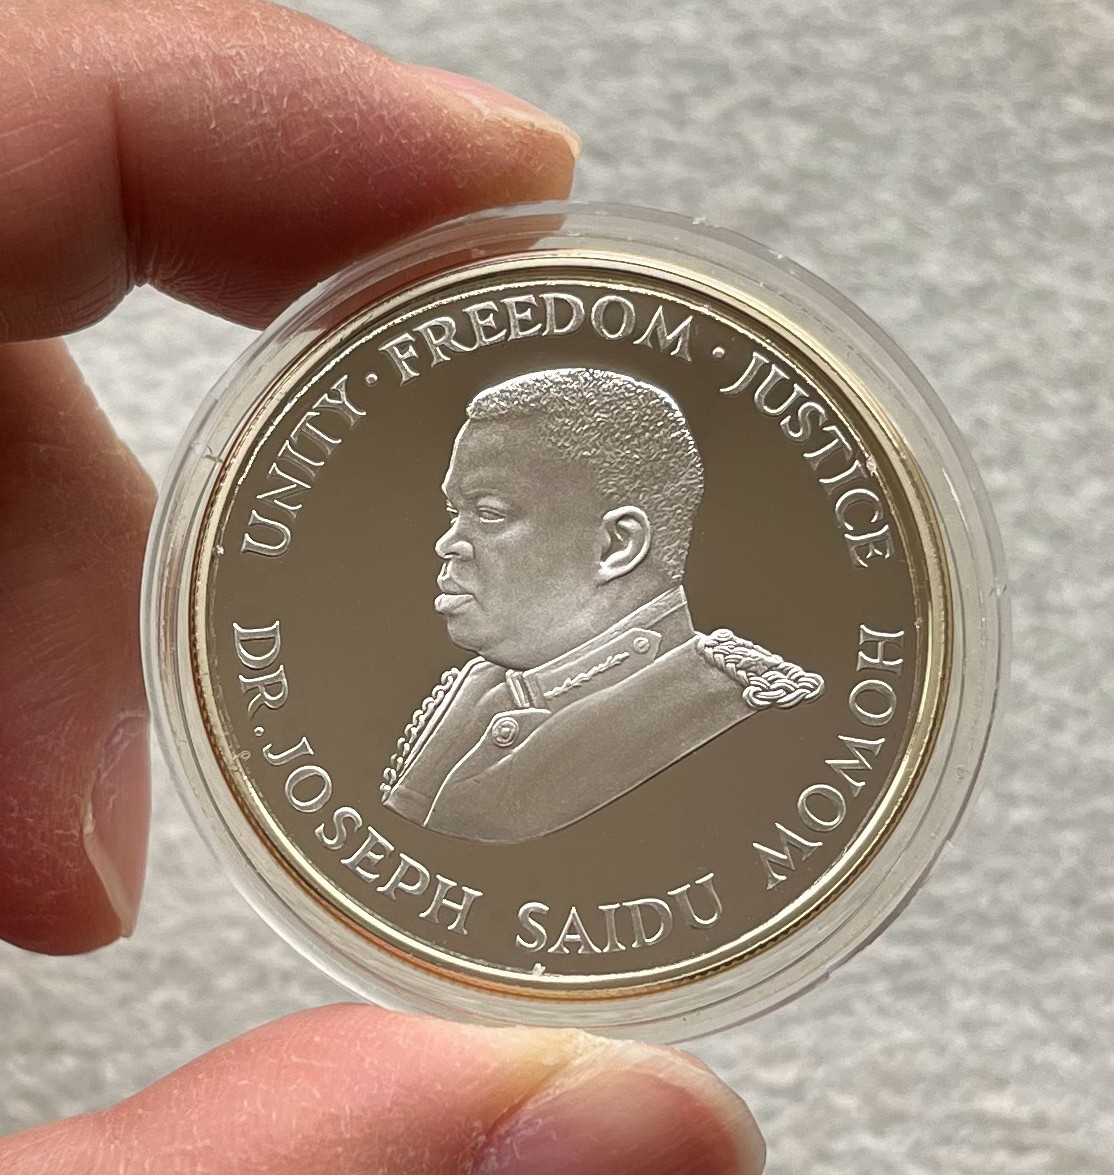 UNITY · FREEDOM · JUSTICE
DR. JOSEPH SAIDU MOMOH